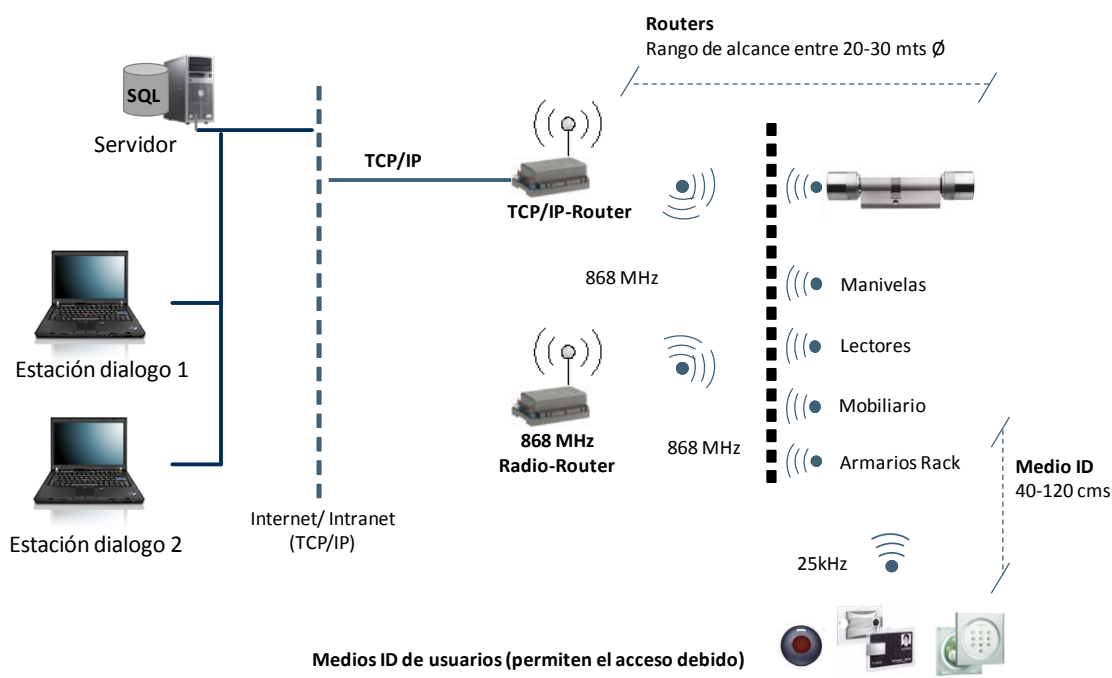 Routers
Rango de alcance entre 20-30 mts Ø
SQL
Servidor
TCP/IP
TCP/IP-Router
868 MHz
Manivelas
Lectores
Estación dialogo 1
Mobiliario
868 MHz
Radio-Router
868 MHz
Armarios Rack
Medio ID
40-120 cms
Internet/ Intranet
(TCP/IP)
Estación dialogo 2
25kHz
Medios ID de usuarios (permiten el acceso debido)